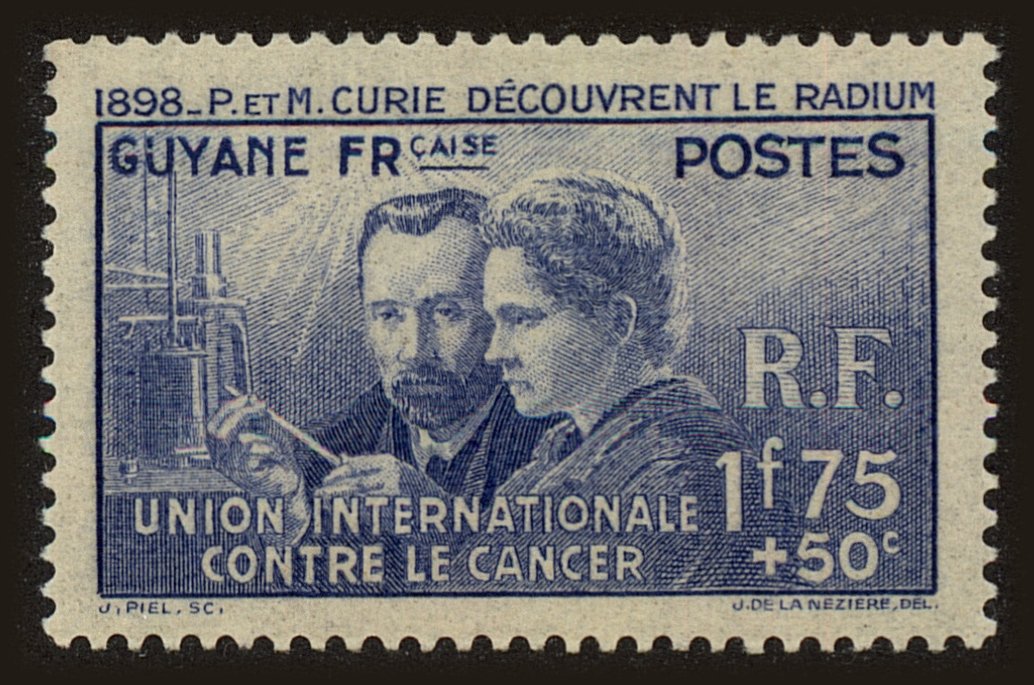 1898_P. ET M. CURIE DÉCOUVRENT LE RADIUM
GUYANE FRÇAISE POSTES
R.F.
1f75
UNION INTERNATIONALE
+50c
CONTRE LE CANCER
J. PIEL. SC. J. DE LA NEZIÈRE, DEL.